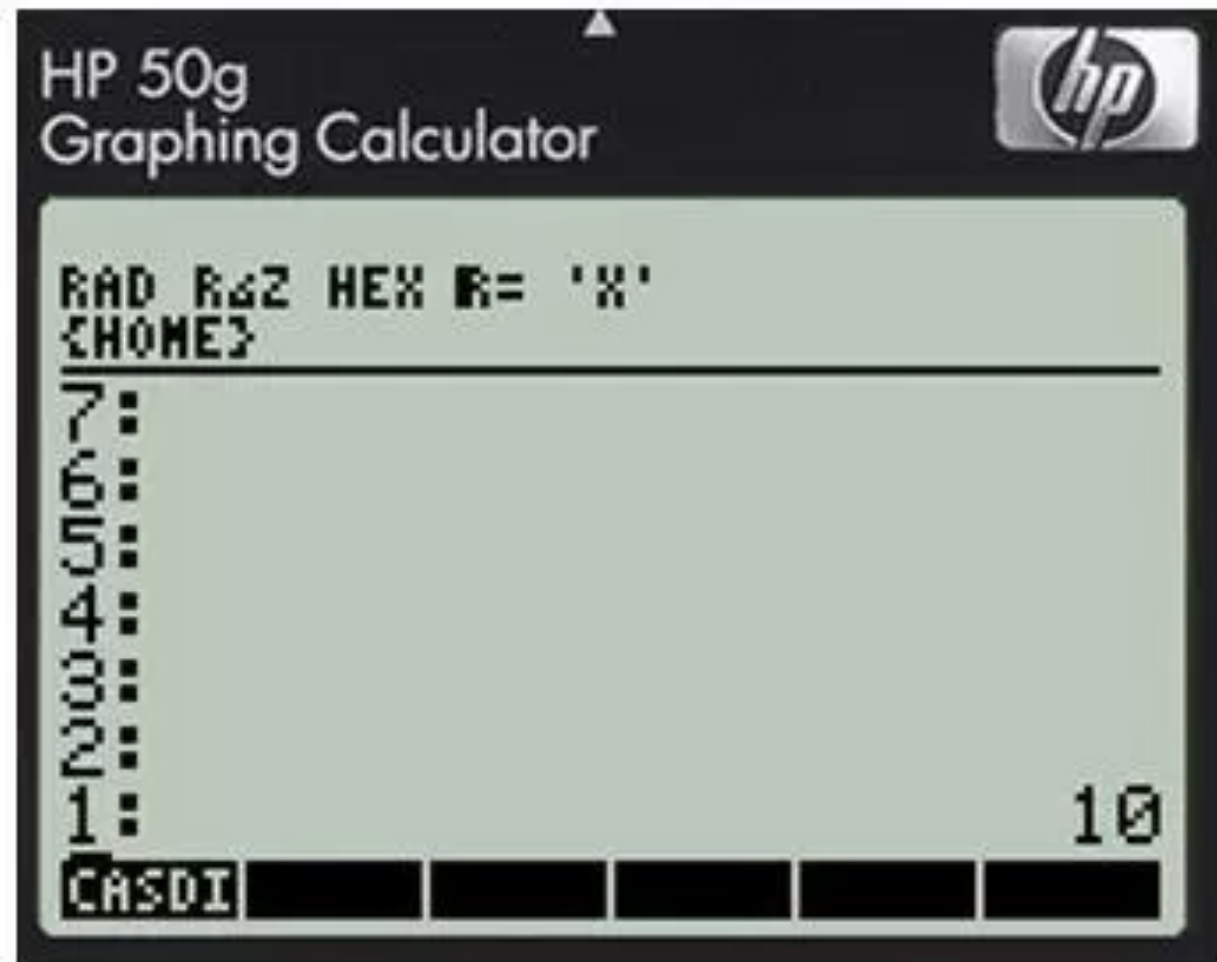 HP 50g
Graphing Calculator
hp
RAD R∡Z HEX R= 'X'
{HOME}
7:
6:
5:
4:
3:
2:
1: 10
CASDI